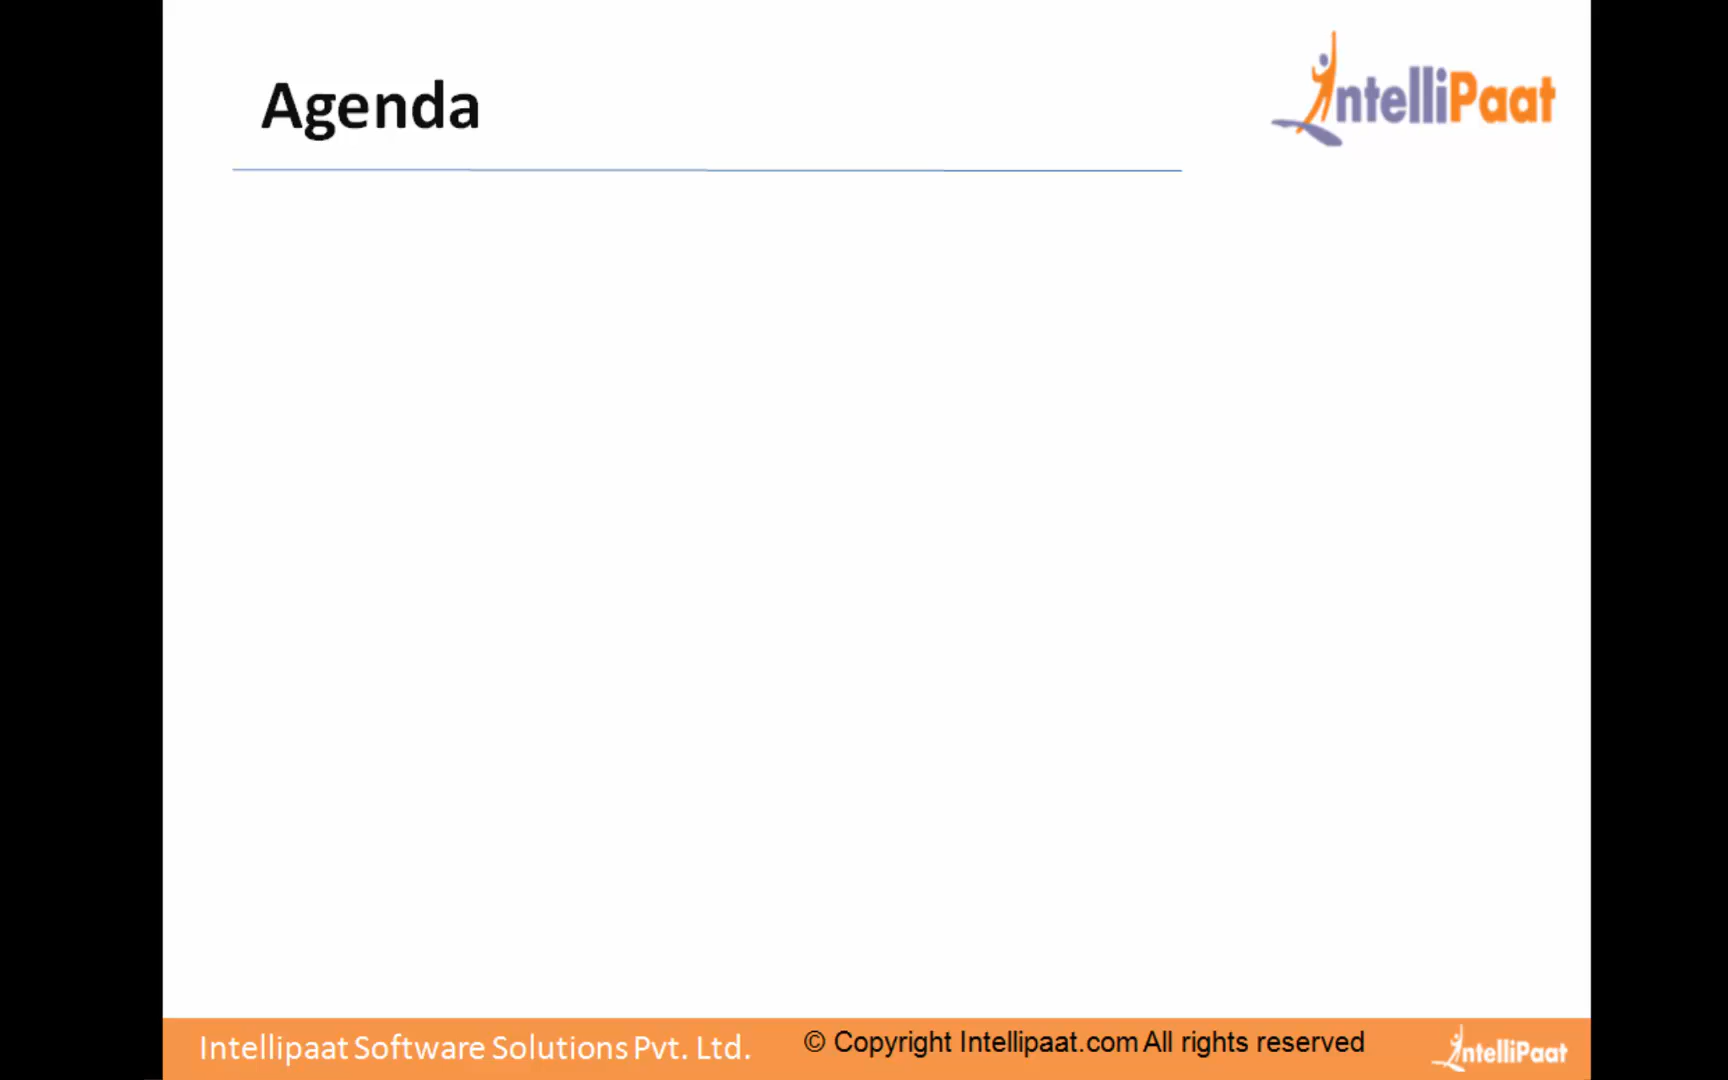 Agenda
IntelliPaat
Intellipaat Software Solutions Pvt. Ltd.
© Copyright Intellipaat.com All rights reserved
IntelliPaat